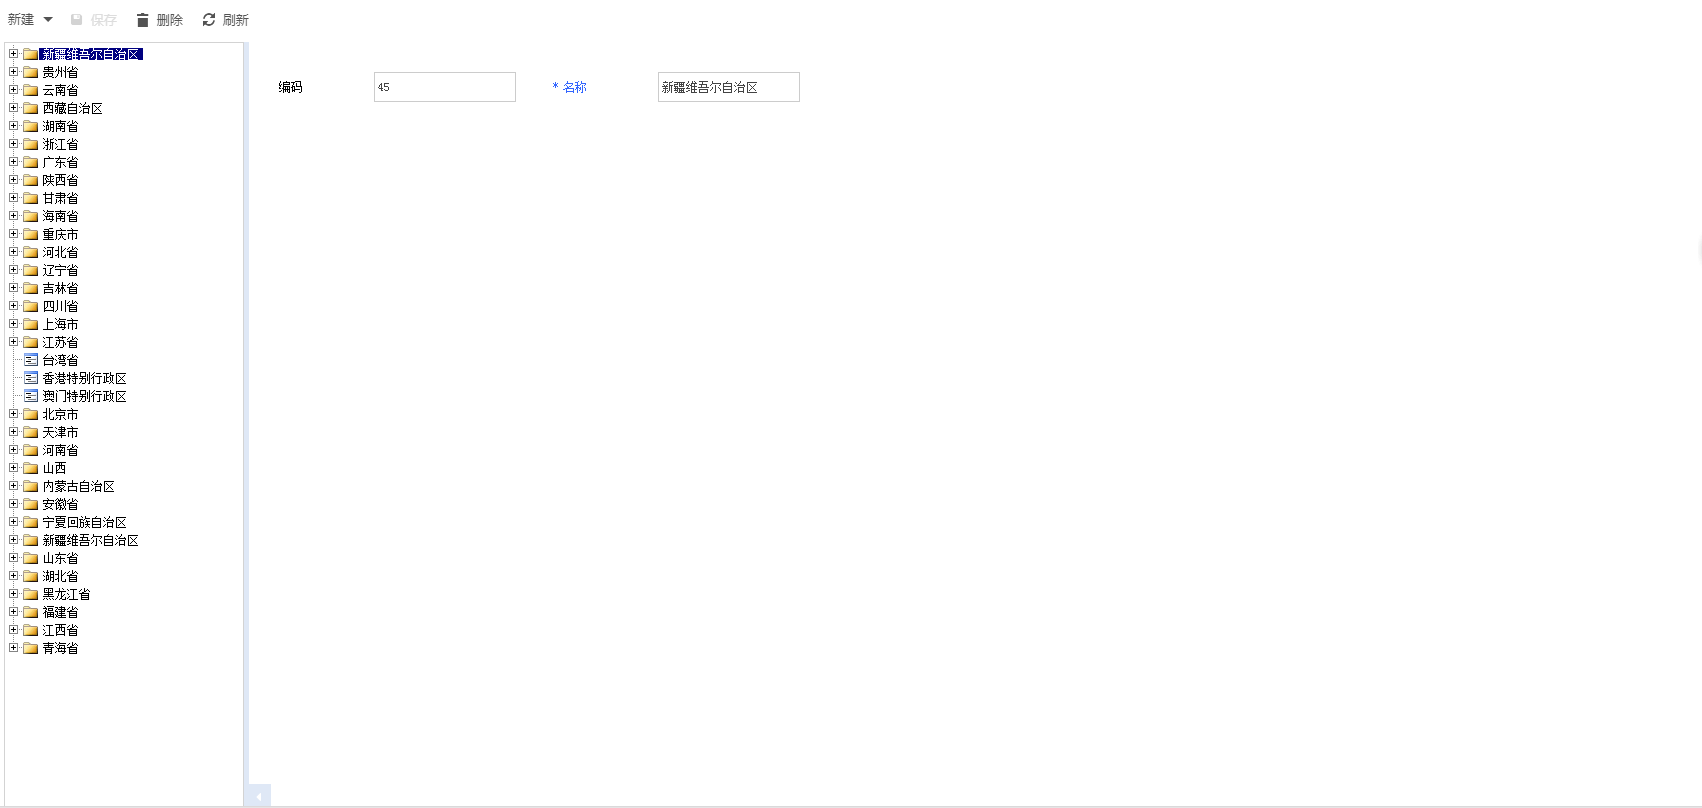 新建 保存 删除 刷新
新疆维吾尔自治区
编码 45 * 名称 新疆维吾尔自治区
贵州省
云南省
西藏自治区
湖南省
浙江省
广东省
陕西省
甘肃省
海南省
重庆市
河北省
辽宁省
吉林省
四川省
上海市
江苏省
台湾省
香港特别行政区
澳门特别行政区
北京市
天津市
河南省
山西
内蒙古自治区
安徽省
宁夏回族自治区
新疆维吾尔自治区
山东省
湖北省
黑龙江省
福建省
江西省
青海省